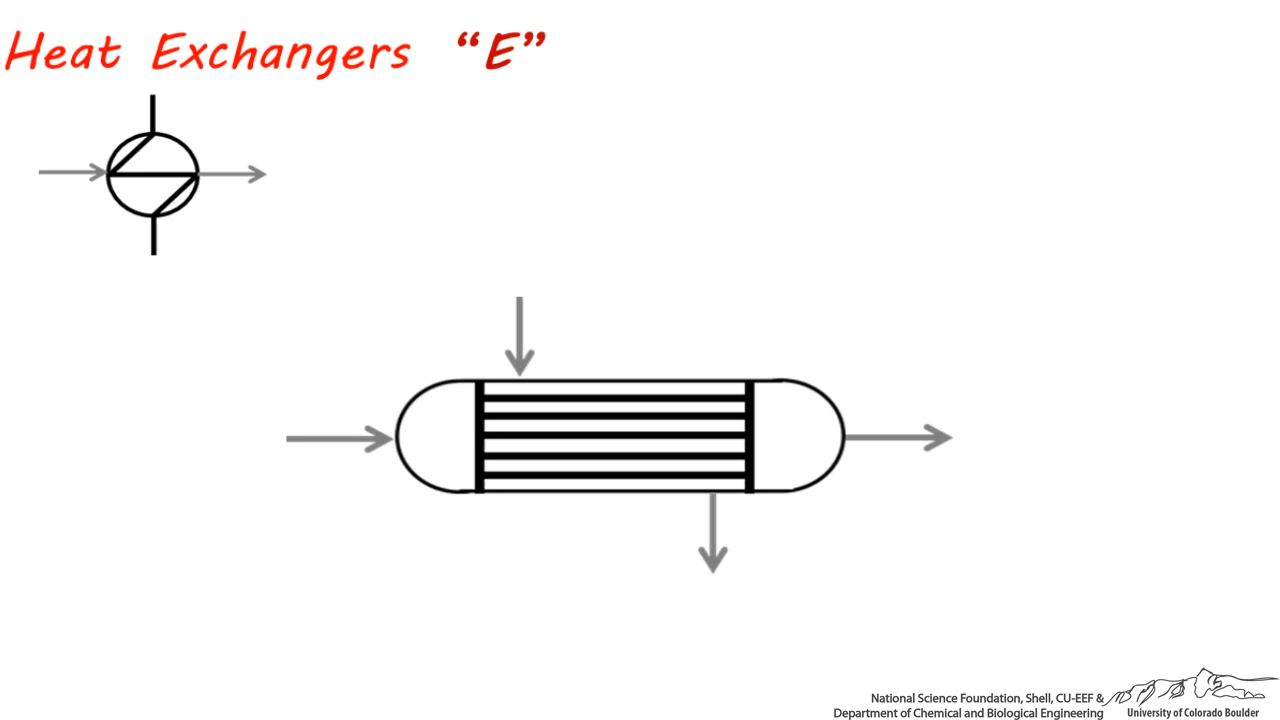 Heat Exchangers “E”
National Science Foundation, Shell, CU-EEF &
Department of Chemical and Biological Engineering
University of Colorado Boulder